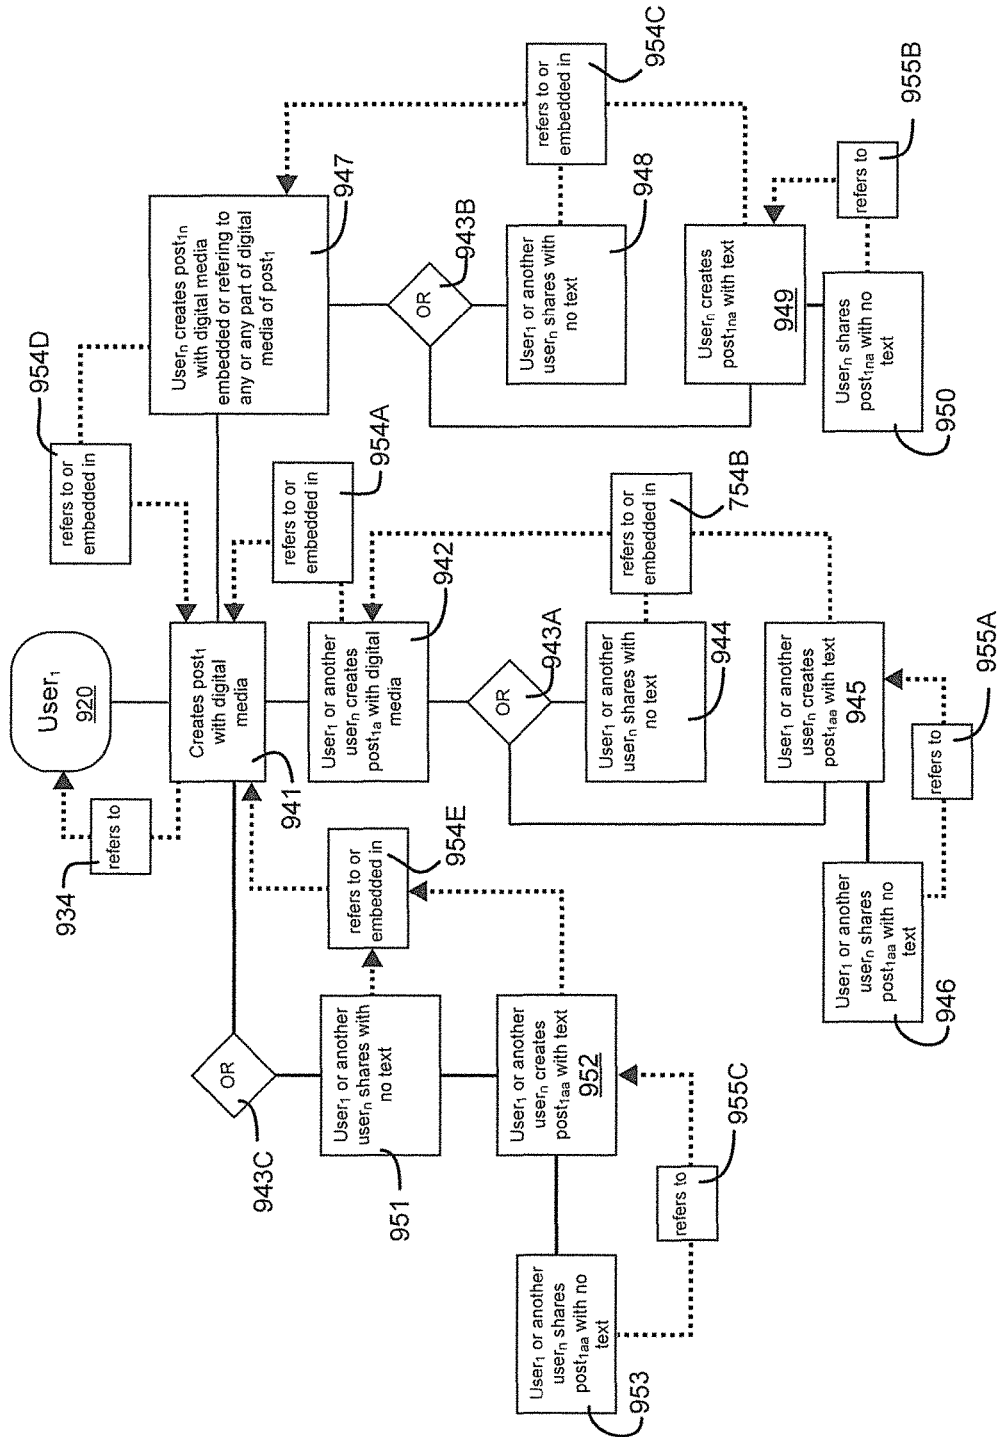 User₁
920
934
refers to
954D
refers to or
embedded in
Creates post₁
with digital
media
941
Userₙ creates post₁ₙ
with digital media
embedded or refering to
any or any part of digital
media of post₁
947
OR
943C
954E
refers to or
embedded in
954A
refers to or
embedded in
User₁ or another
userₙ shares with
no text
951
User₁ or another
userₙ creates
post₁ₐ with digital
media
942
OR
943B
OR
943A
User₁ or another
userₙ shares with
no text
948
refers to or
embedded in
954C
User₁ or another
userₙ creates
post₁ₐₐ with text
952
User₁ or another
userₙ shares
post₁ₐₐ with no
text
953
refers to
955C
User₁ or another
userₙ shares with
no text
944
refers to or
embedded in
754B
Userₙ creates
post₁ₙₐ with text
949
Userₙ shares
post₁ₙₐ with no
text
950
refers to
955B
User₁ or another
userₙ creates
post₁ₐₐ with text
945
User₁ or another
userₙ shares
post₁ₐₐ with no
text
946
refers to
955A